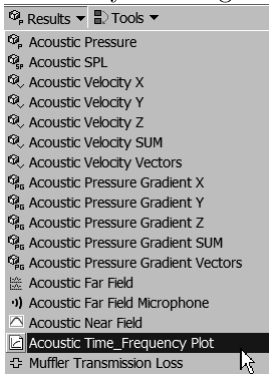 Results Tools
Acoustic Pressure
Acoustic SPL
Acoustic Velocity X
Acoustic Velocity Y
Acoustic Velocity Z
Acoustic Velocity SUM
Acoustic Velocity Vectors
Acoustic Pressure Gradient X
Acoustic Pressure Gradient Y
Acoustic Pressure Gradient Z
Acoustic Pressure Gradient SUM
Acoustic Pressure Gradient Vectors
Acoustic Far Field
Acoustic Far Field Microphone
Acoustic Near Field
Acoustic Time_Frequency Plot
Muffler Transmission Loss